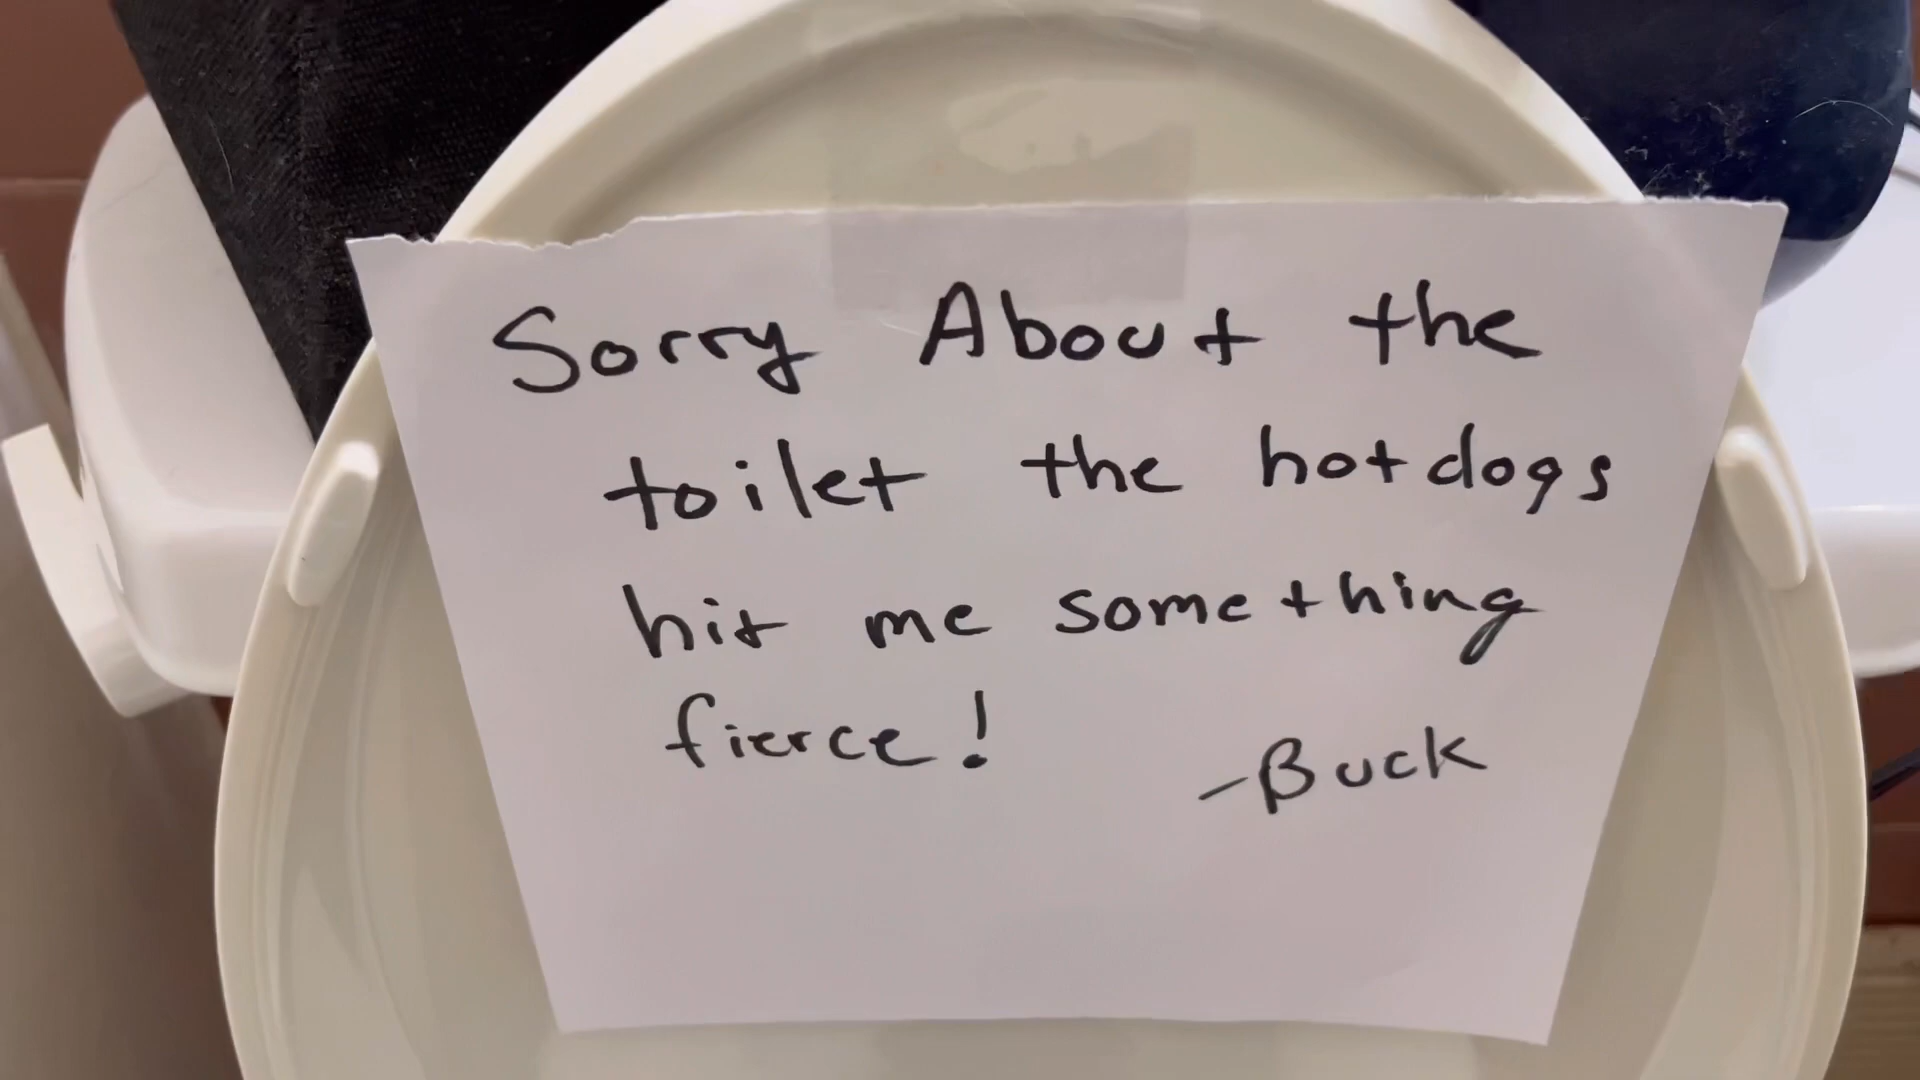 Sorry About the
toilet the hotdogs
hit me something
fierce!
-Buck